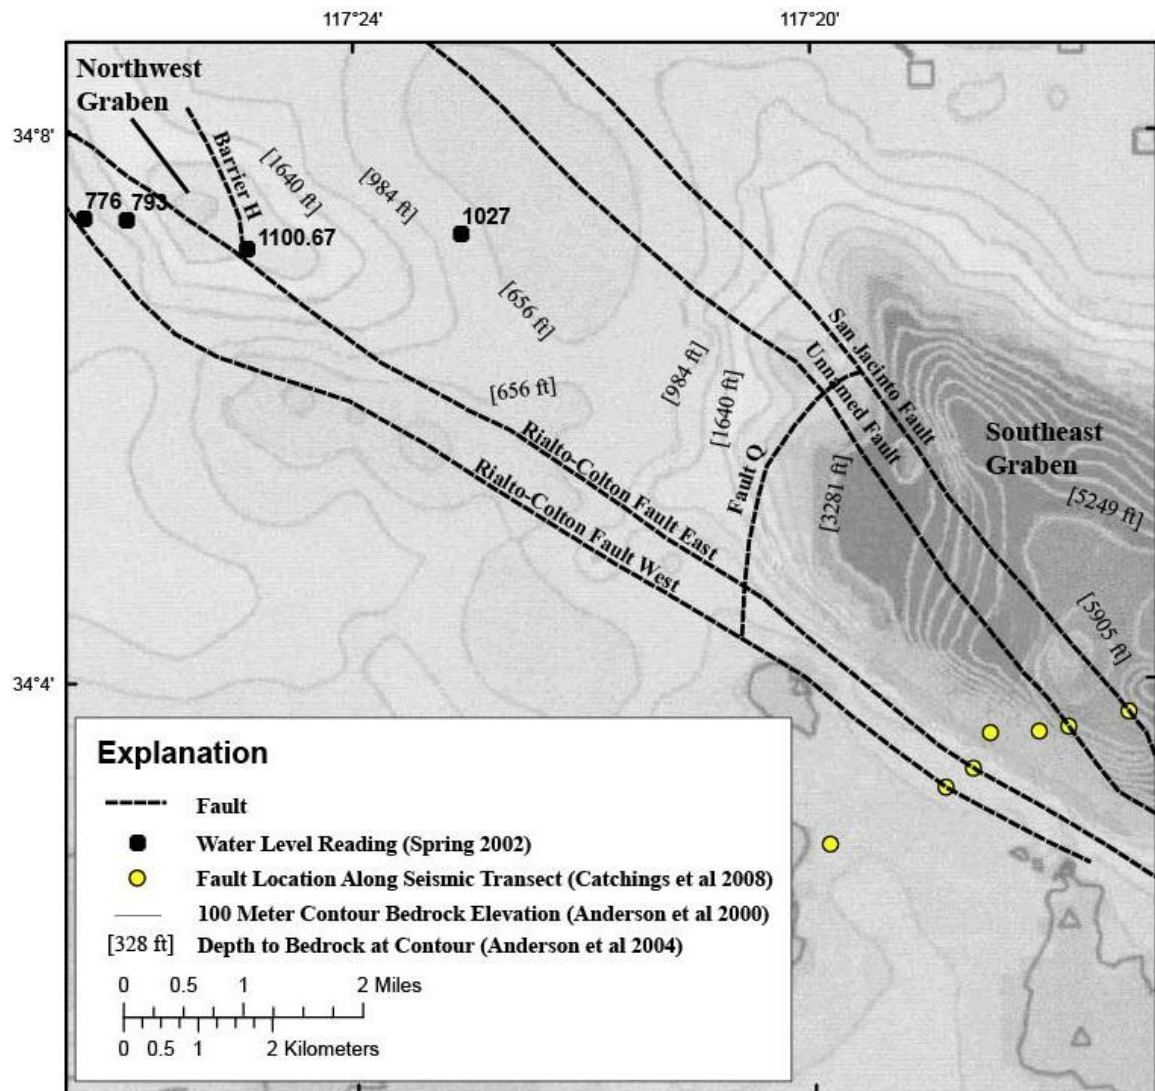 117°24'
117°20'
34°8'
34°4'
Northwest
Graben
Barrier H
[1640 ft]
[984 ft]
776
793
1100.67
1027
[656 ft]
[656 ft]
[984 ft]
[1640 ft]
San Jacinto Fault
Unnamed Fault
Fault Q
[3281 ft]
Southeast
Graben
[5249 ft]
[5905 ft]
Rialto-Colton Fault East
Rialto-Colton Fault West
Explanation
Fault
Water Level Reading (Spring 2002)
Fault Location Along Seismic Transect (Catchings et al 2008)
100 Meter Contour Bedrock Elevation (Anderson et al 2000)
[328 ft] Depth to Bedrock at Contour (Anderson et al 2004)
0 0.5 1 2 Miles
0 0.5 1 2 Kilometers